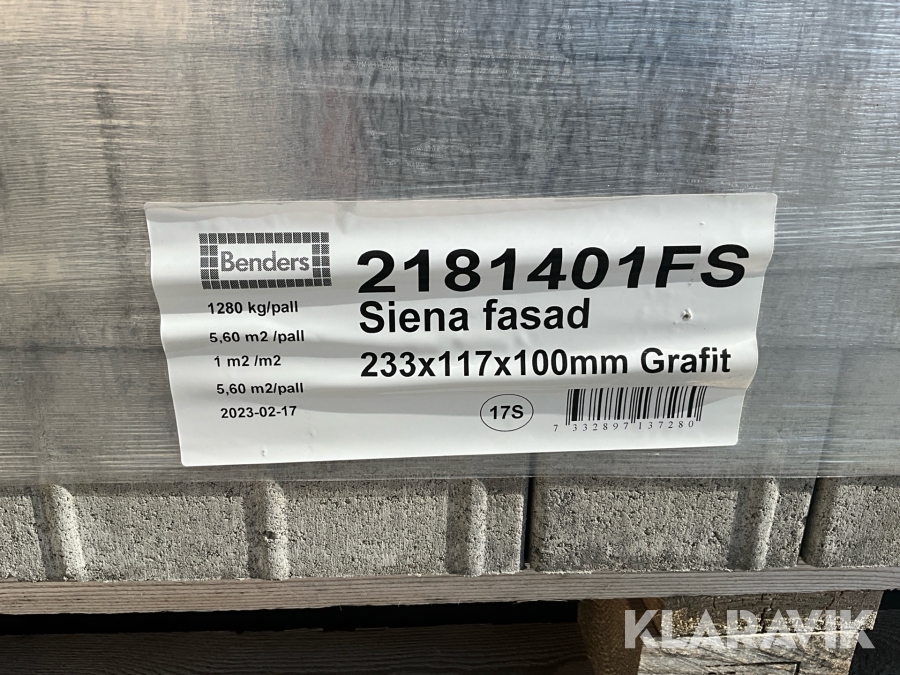 Benders
2181401FS
1280 kg/pall
Siena fasad
5,60 m2 /pall
1 m2 /m2
233x117x100mm Grafit
5,60 m2/pall
2023-02-17
17S
7 332897 137280
KLARAVIK